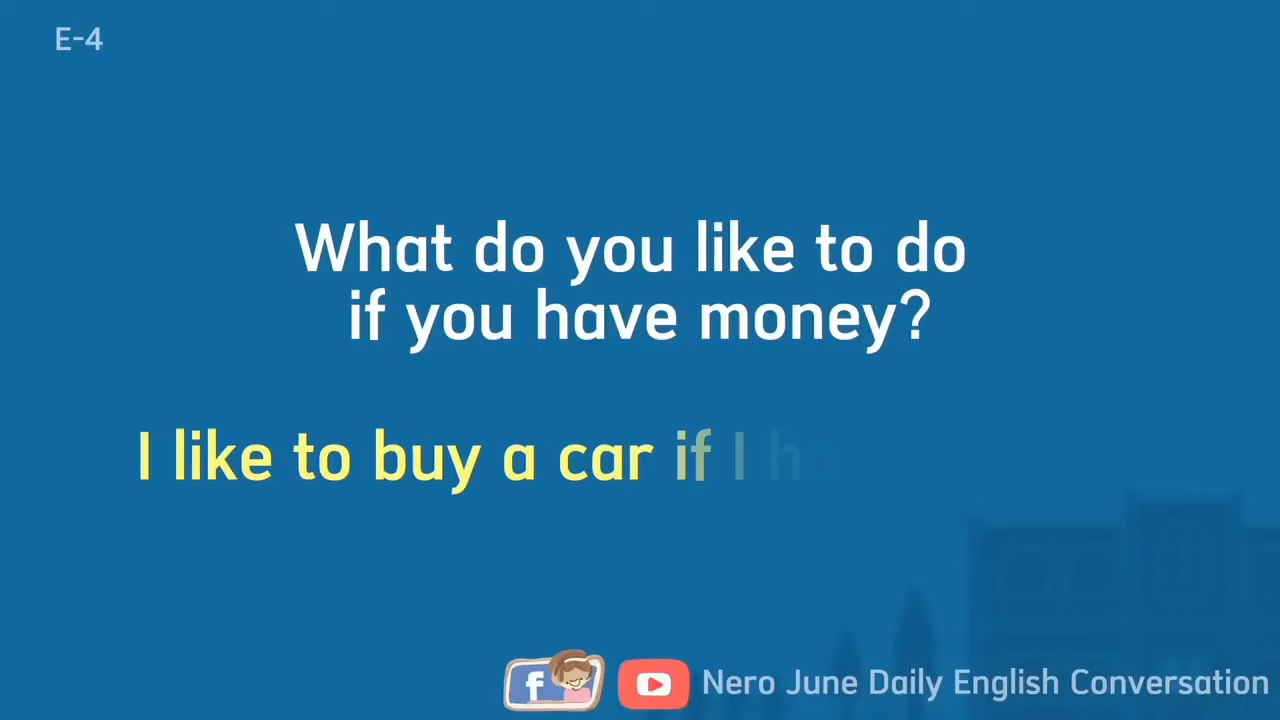 E-4
What do you like to do
if you have money?
I like to buy a car if I
Nero June Daily English Conversation